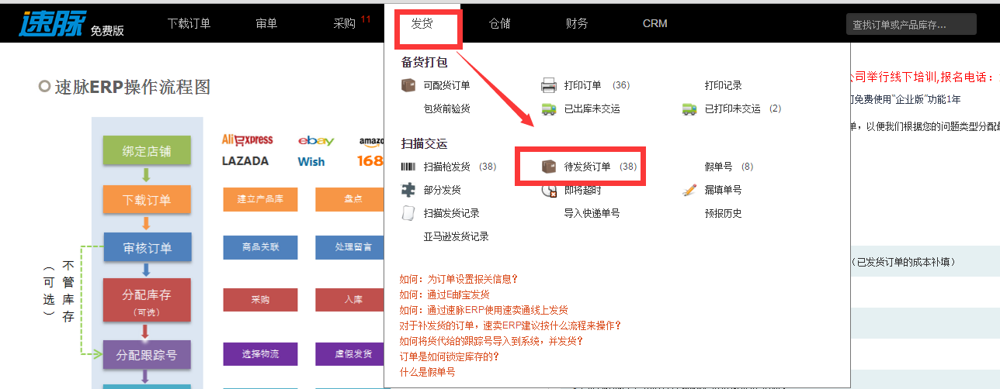 速脉 免费版 下载订单 审单 采购 11 发货 仓储 财务 CRM 查找订单或产品库存...
速脉ERP操作流程图
绑定店铺
下载订单
审核订单
分配库存
(可选)
分配跟踪号
不管库存
(可选)
AliExpress ebay amazo
LAZADA Wish 168
建立产品库 盘点
商品关联 处理留言
采购 入库
选择物流 虚假发货
备货打包
可配货订单 打印订单 (36) 打印记录
包货前验货 已出库未交运 已打印未交运 (2)
扫描交运
扫描枪发货 (38) 待发货订单 (38) 假单号 (8)
部分发货 即将超时 漏填单号
扫描发货记录 导入快递单号 预报历史
亚马逊发货记录
如何：为订单设置报关信息?
如何：通过E邮宝发货
如何：通过速脉ERP使用速卖通线上发货
对于补发货的订单，速卖ERP建议按什么流程来操作?
如何将货代给的跟踪号导入到系统，并发货?
订单是如何锁定库存的?
什么是假单号
公司举行线下培训,报名电话：
免费使用“企业版”功能1年
单，以便我们根据您的问题类型分配最
(已发货订单的成本补填)